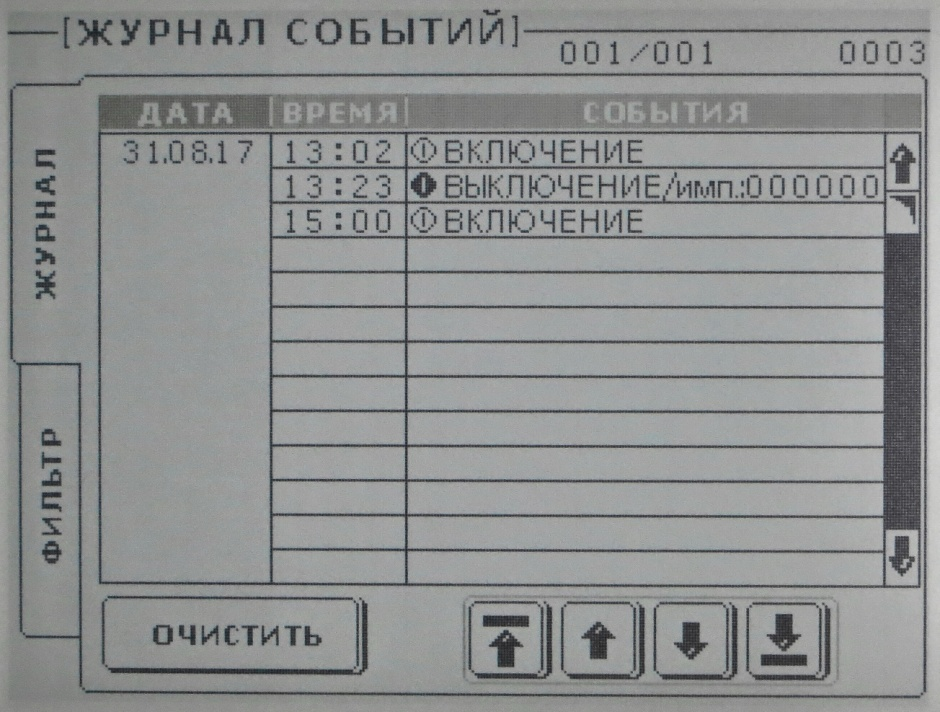 [ЖУРНАЛ СОБЫТИЙ]
001/001 0003
ЖУРНАЛ
ФИЛЬТР
ДАТА ВРЕМЯ СОБЫТИЯ
31.08.17 13:02 ВКЛЮЧЕНИЕ
13:23 ВЫКЛЮЧЕНИЕ/имп.:000000
15:00 ВКЛЮЧЕНИЕ
ОЧИСТИТЬ